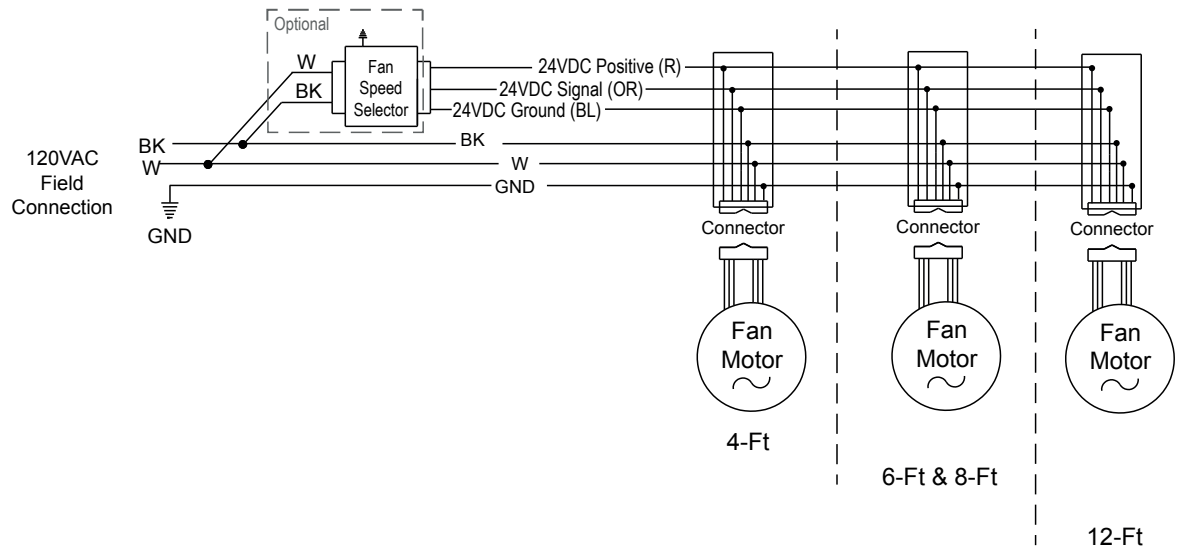 Optional
W
BK
Fan
Speed
Selector
24VDC Positive (R)
24VDC Signal (OR)
24VDC Ground (BL)
BK
BK
W
W
GND
120VAC
Field
Connection
GND
Connector
Connector
Connector
Fan
Motor
Fan
Motor
Fan
Motor
4-Ft
6-Ft & 8-Ft
12-Ft